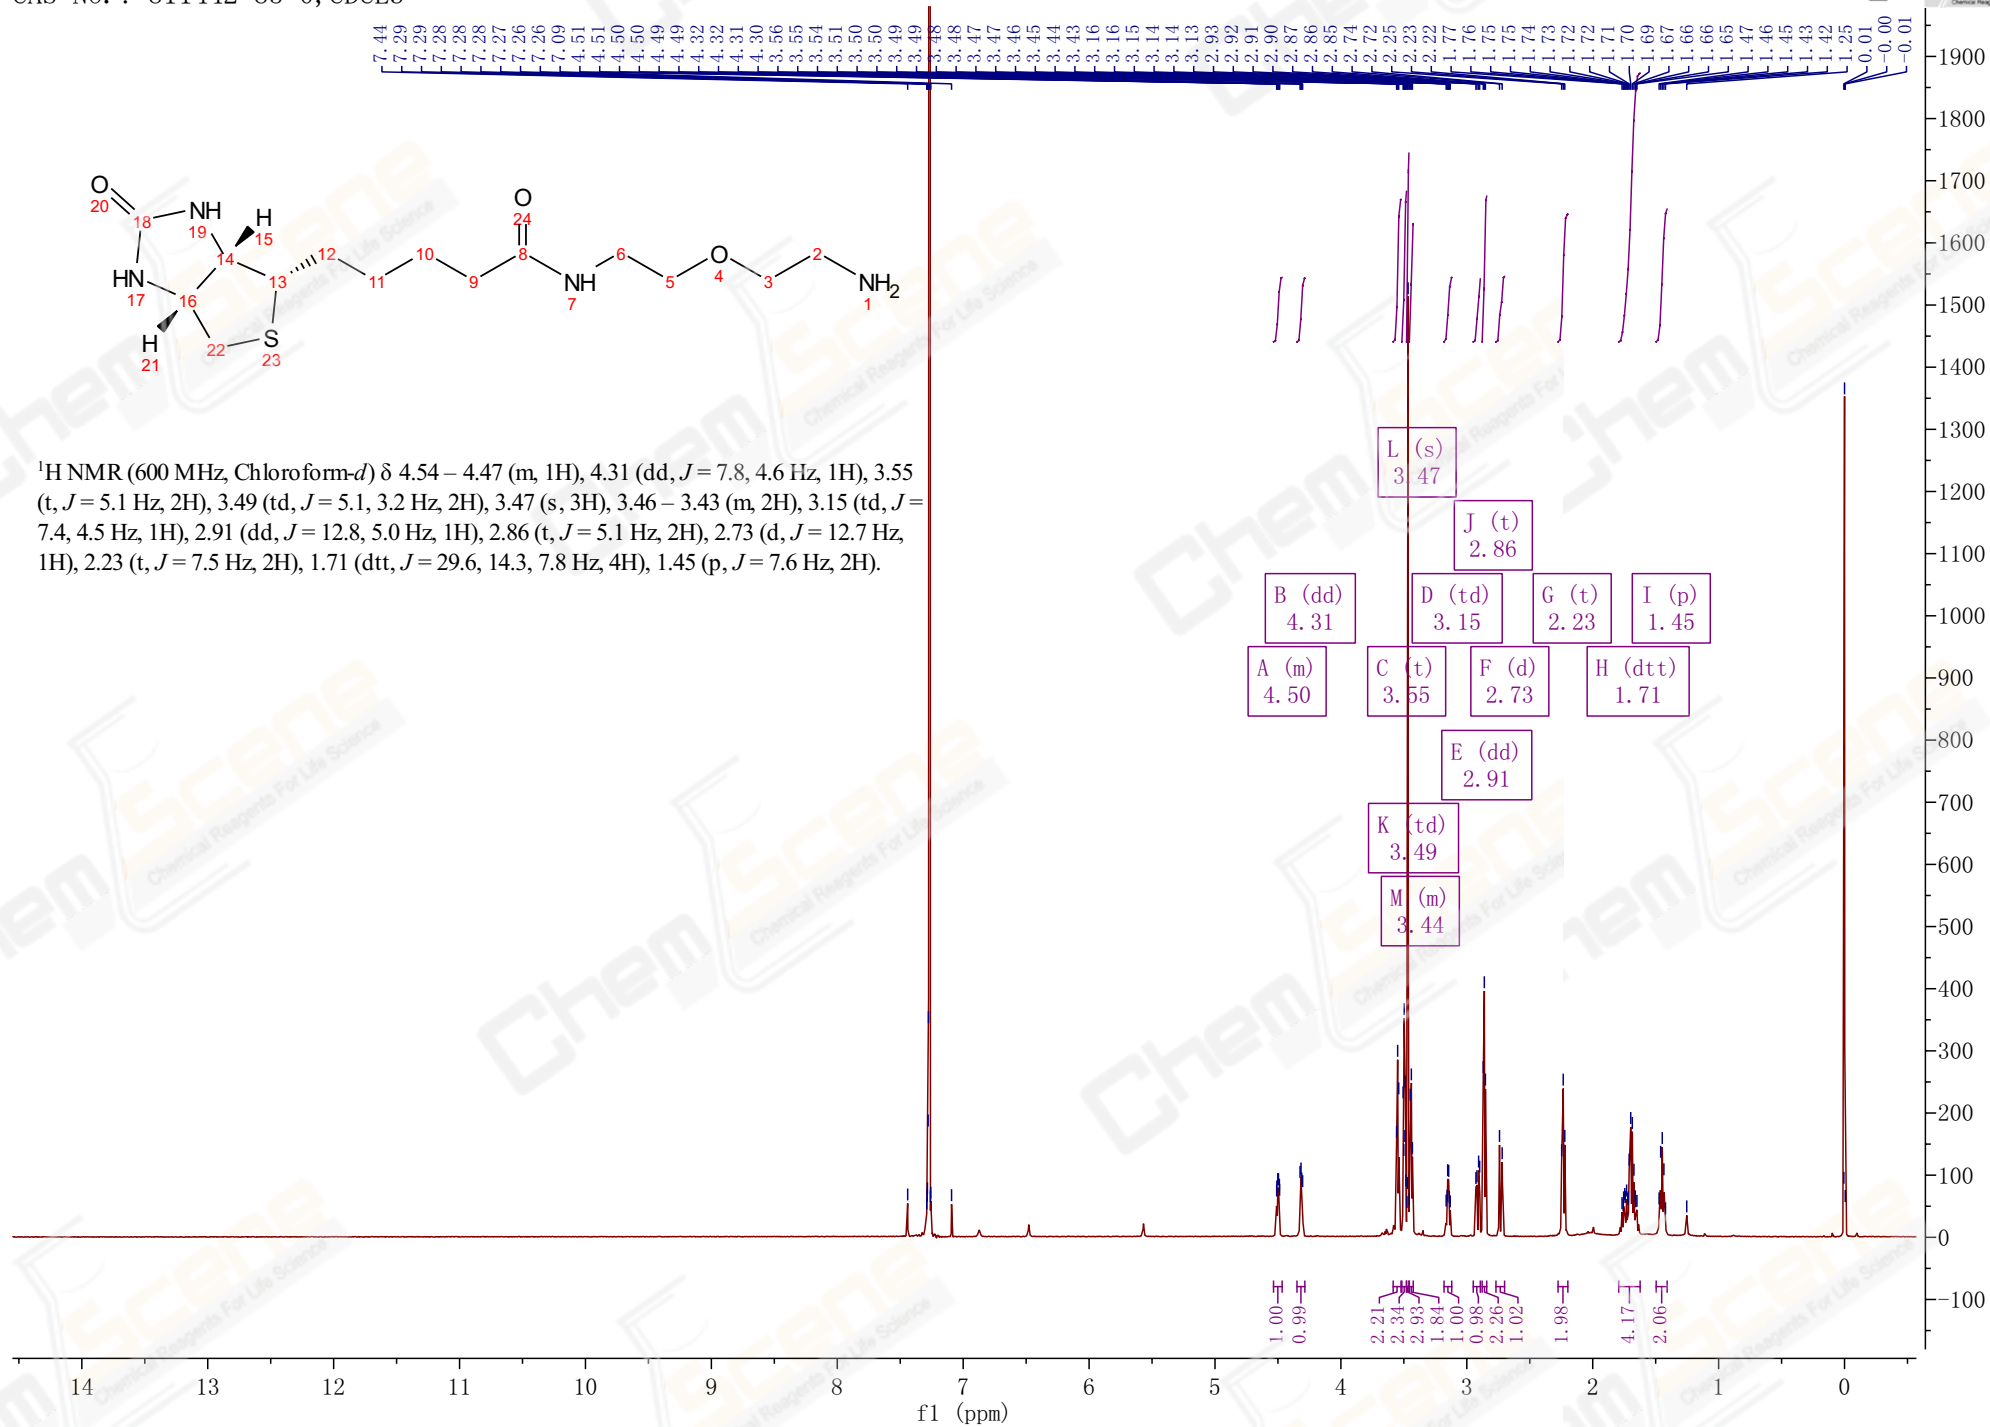 7.44 7.29 7.29 7.28 7.28 7.28 7.27 7.26 7.26 7.09 4.51 4.51 4.50 4.50 4.49 4.49 4.32 4.32 4.31 4.30 3.56 3.55 3.54 3.51 3.50 3.50 3.49 3.49 3.48 3.48 3.47 3.47 3.46 3.45 3.44 3.43 3.16 3.16 3.15 3.14 3.14 3.13 2.93 2.92 2.91 2.90 2.87 2.86 2.85 2.74 2.72 2.25 2.23 2.22 1.77 1.76 1.75 1.75 1.74 1.73 1.72 1.72 1.71 1.70 1.69 1.67 1.66 1.66 1.65 1.47 1.46 1.45 1.43 1.42 1.25 0.01 -0.00 -0.01
O
20
18
NH
19
H
15
14
HN
17
16
13
H
21
22
S
23
12
11
10
9
O
24
8
NH
7
6
5
O
4
3
2
NH2
1
¹H NMR (600 MHz, Chloroform-d) δ 4.54 – 4.47 (m, 1H), 4.31 (dd, J = 7.8, 4.6 Hz, 1H), 3.55
(t, J = 5.1 Hz, 2H), 3.49 (td, J = 5.1, 3.2 Hz, 2H), 3.47 (s, 3H), 3.46 – 3.43 (m, 2H), 3.15 (td, J =
7.4, 4.5 Hz, 1H), 2.91 (dd, J = 12.8, 5.0 Hz, 1H), 2.86 (t, J = 5.1 Hz, 2H), 2.73 (d, J = 12.7 Hz,
1H), 2.23 (t, J = 7.5 Hz, 2H), 1.71 (dtt, J = 29.6, 14.3, 7.8 Hz, 4H), 1.45 (p, J = 7.6 Hz, 2H).
L (s)
3.47
J (t)
2.86
B (dd)
4.31
D (td)
3.15
G (t)
2.23
I (p)
1.45
A (m)
4.50
C (t)
3.55
F (d)
2.73
H (dtt)
1.71
E (dd)
2.91
K (td)
3.49
M (m)
3.44
1900
1800
1700
1600
1500
1400
1300
1200
1100
1000
900
800
700
600
500
400
300
200
100
0
-100
1.00 0.99 2.21 2.34 2.93 1.84 1.00 0.98 2.26 1.02 1.98 4.17 2.06
14 13 12 11 10 9 8 7 6 5 4 3 2 1 0
f1 (ppm)
ChemScene
Chemical Reagents For Life Science